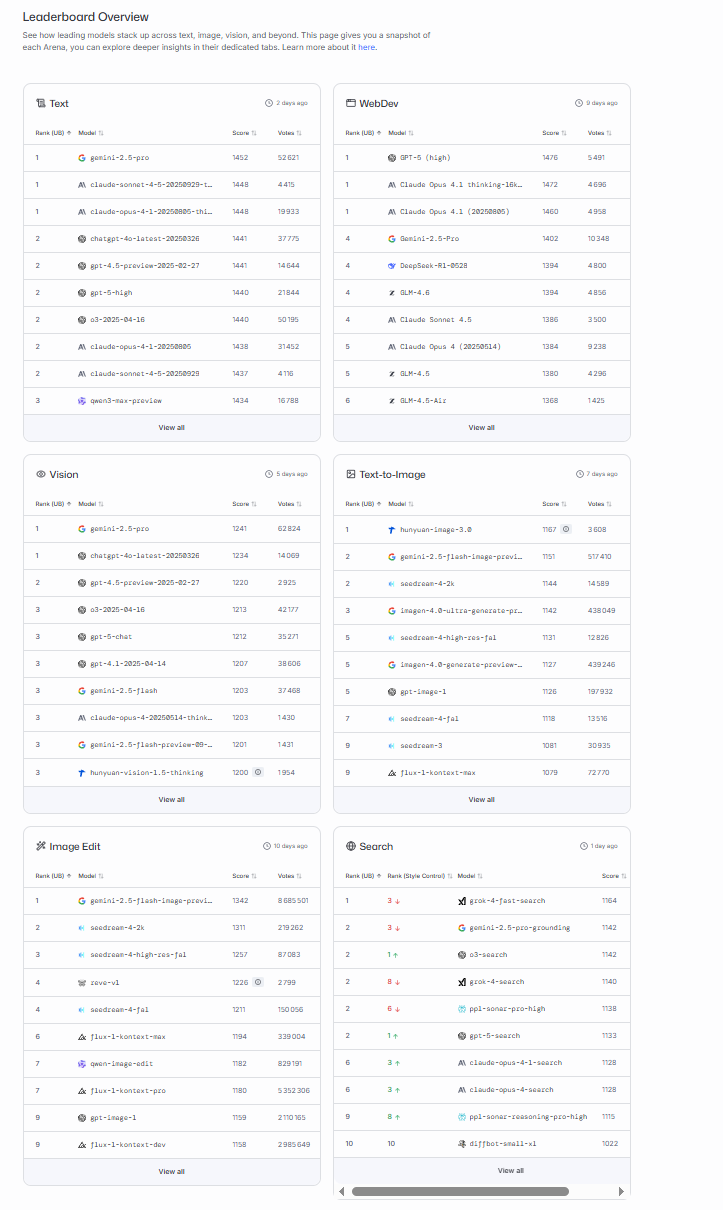 Leaderboard Overview
See how leading models stack up across text, image, vision, and beyond. This page gives you a snapshot of
each Arena, you can explore deeper insights in their dedicated tabs. Learn more about it here.
Text 2 days ago
Rank (UB) Model Score Votes
1 gemini-2.5-pro 1452 52621
1 claude-sonnet-4-5-20250929-t… 1448 4415
1 claude-opus-4-1-20250805-thi… 1448 19933
2 chatgpt-4o-latest-20250326 1441 37775
2 gpt-4.5-preview-2025-02-27 1441 14644
2 gpt-5-high 1440 21844
2 o3-2025-04-16 1440 50195
2 claude-opus-4-1-20250805 1438 31452
2 claude-sonnet-4-5-20250929 1437 4116
3 qwen3-max-preview 1434 16788
View all
WebDev 9 days ago
Rank (UB) Model Score Votes
1 GPT-5 (high) 1476 5491
1 Claude Opus 4.1 thinking-16k… 1472 4696
1 Claude Opus 4.1 (20250805) 1460 4958
4 Gemini-2.5-Pro 1402 10348
4 DeepSeek-R1-0528 1394 4800
4 GLM-4.6 1394 4856
4 Claude Sonnet 4.5 1386 3500
5 Claude Opus 4 (20250514) 1384 9238
5 GLM-4.5 1380 4296
6 GLM-4.5-Air 1368 1425
View all
Vision 5 days ago
Rank (UB) Model Score Votes
1 gemini-2.5-pro 1241 62824
1 chatgpt-4o-latest-20250326 1234 14069
2 gpt-4.5-preview-2025-02-27 1220 2925
3 o3-2025-04-16 1213 42177
3 gpt-5-chat 1212 35271
3 gpt-4.1-2025-04-14 1207 38606
3 gemini-2.5-flash 1203 37468
3 claude-opus-4-20250514-think… 1203 1430
3 gemini-2.5-flash-preview-09-… 1201 1431
3 hunyuan-vision-1.5-thinking 1200 1954
View all
Text-to-Image 7 days ago
Rank (UB) Model Score Votes
1 hunyuan-image-3.0 1167 3608
2 gemini-2.5-flash-image-previ… 1151 517410
2 seedream-4-2k 1144 14589
3 imagen-4.0-ultra-generate-pr… 1142 438049
5 seedream-4-high-res-fal 1131 12826
5 imagen-4.0-generate-preview-… 1127 439246
5 gpt-image-1 1126 197932
7 seedream-4-fal 1118 13516
9 seedream-3 1081 30935
9 flux-1-kontext-max 1079 72770
View all
Image Edit 10 days ago
Rank (UB) Model Score Votes
1 gemini-2.5-flash-image-previ… 1342 8685501
2 seedream-4-2k 1311 219262
3 seedream-4-high-res-fal 1257 87083
4 reve-v1 1226 2799
4 seedream-4-fal 1211 150056
6 flux-1-kontext-max 1194 339004
7 qwen-image-edit 1182 829191
7 flux-1-kontext-pro 1180 5352306
9 gpt-image-1 1159 2110165
9 flux-1-kontext-dev 1158 2985649
View all
Search 1 day ago
Rank (UB) Rank (Style Control) Model Score
1 3 grok-4-fast-search 1164
2 3 gemini-2.5-pro-grounding 1142
2 1 o3-search 1142
2 8 grok-4-search 1140
2 6 ppl-sonar-pro-high 1138
2 1 gpt-5-search 1133
6 3 claude-opus-4-1-search 1128
6 3 claude-opus-4-search 1128
9 8 ppl-sonar-reasoning-pro-high 1115
10 10 diffbot-small-xl 1022
View all